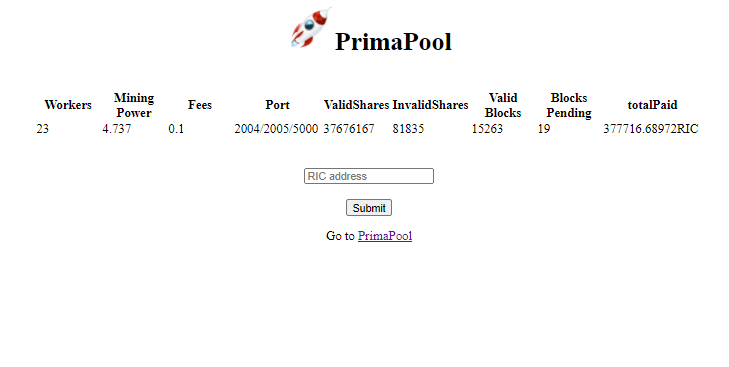 PrimaPool
Workers Mining Power Fees Port ValidShares InvalidShares Valid Blocks Blocks Pending totalPaid
23 4.737 0.1 2004/2005/5000 37676167 81835 15263 19 377716.68972RIC
RIC address
Submit
Go to PrimaPool